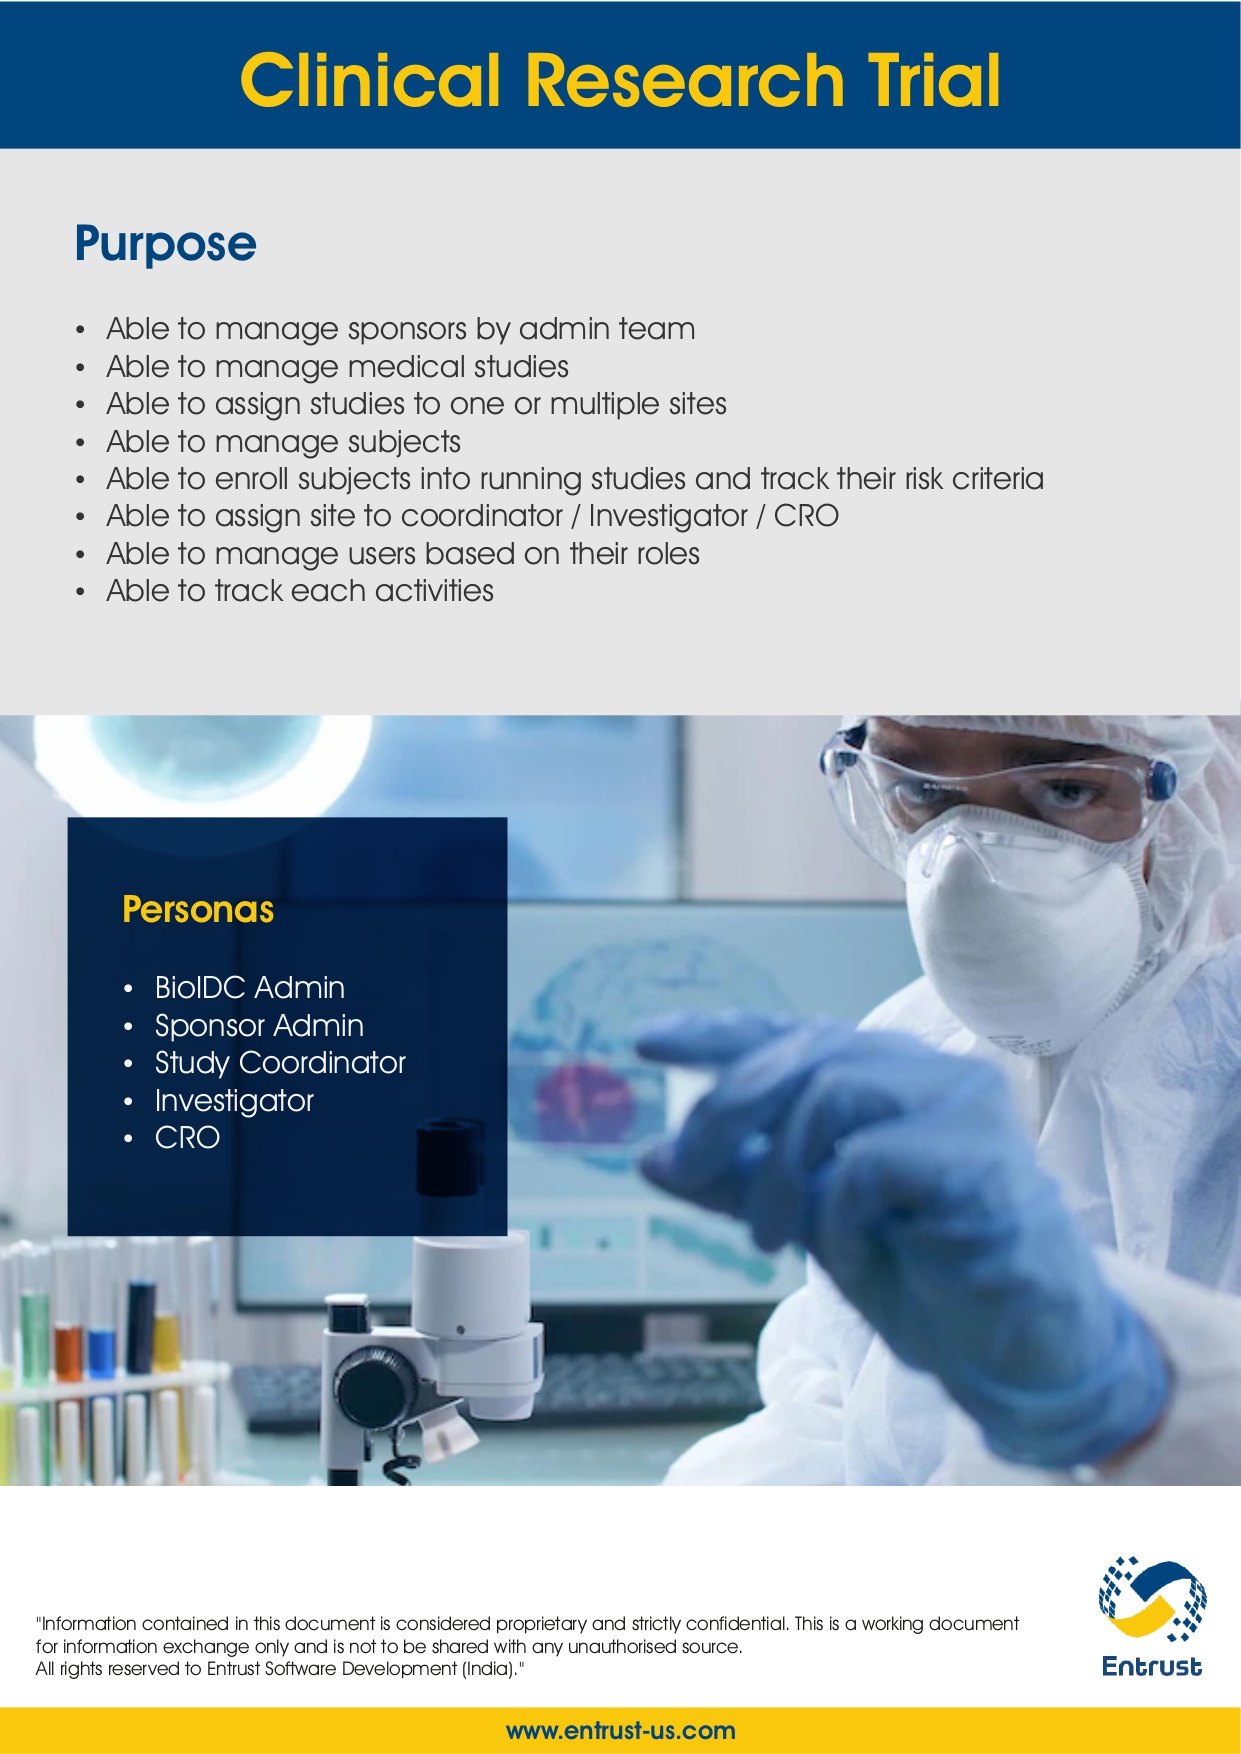 Clinical Research Trial
Purpose
• Able to manage sponsors by admin team
• Able to manage medical studies
• Able to assign studies to one or multiple sites
• Able to manage subjects
• Able to enroll subjects into running studies and track their risk criteria
• Able to assign site to coordinator / Investigator / CRO
• Able to manage users based on their roles
• Able to track each activities
Personas
• BioIDC Admin
• Sponsor Admin
• Study Coordinator
• Investigator
• CRO
"Information contained in this document is considered proprietary and strictly confidential. This is a working document
for information exchange only and is not to be shared with any unauthorised source.
All rights reserved to Entrust Software Development (India)."
Entrust
www.entrust-us.com